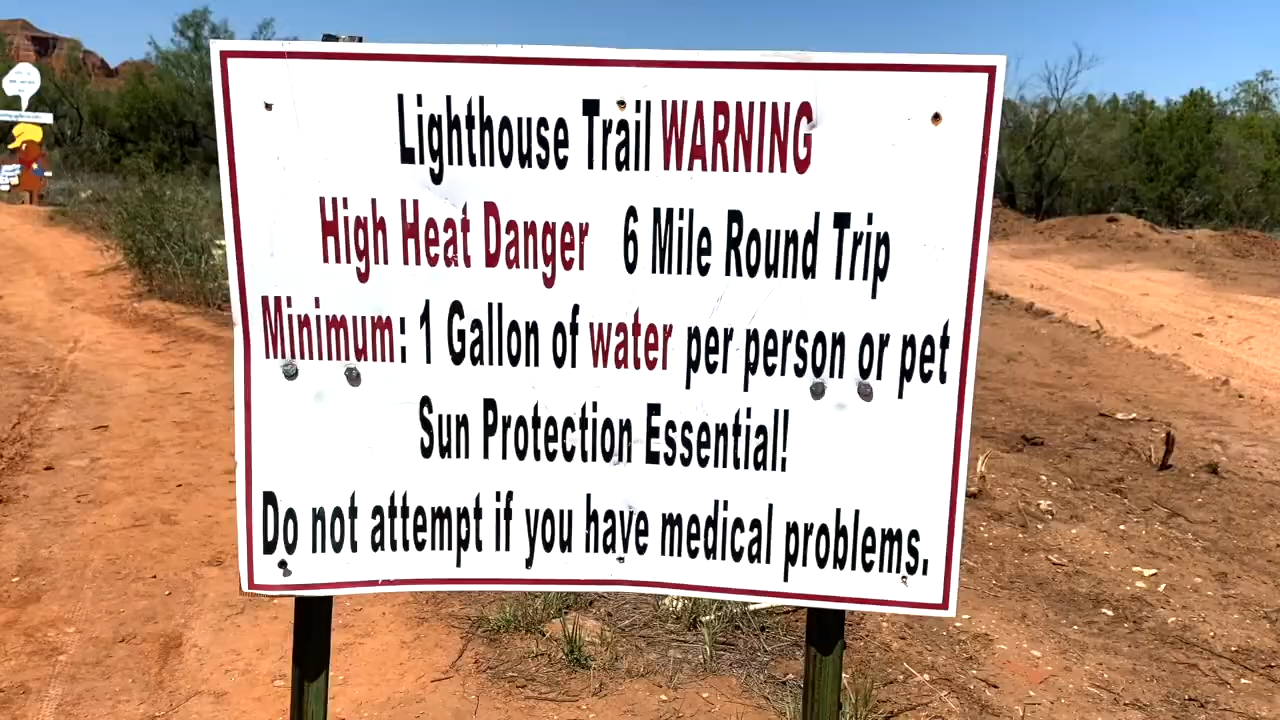 Lighthouse Trail WARNING
High Heat Danger 6 Mile Round Trip
Minimum: 1 Gallon of water per person or pet
Sun Protection Essential!
Do not attempt if you have medical problems.